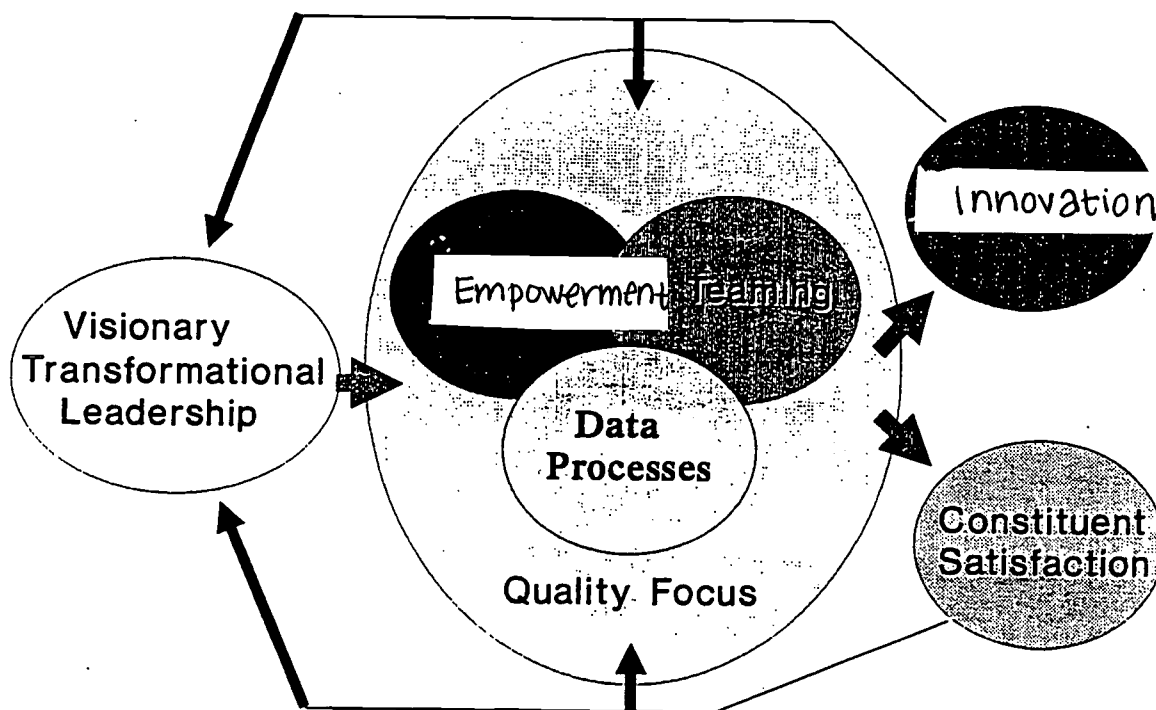 Innovation
Empowerment
Teaming
Visionary
Transformational
Leadership
Data
Processes
Constituent
Satisfaction
Quality Focus